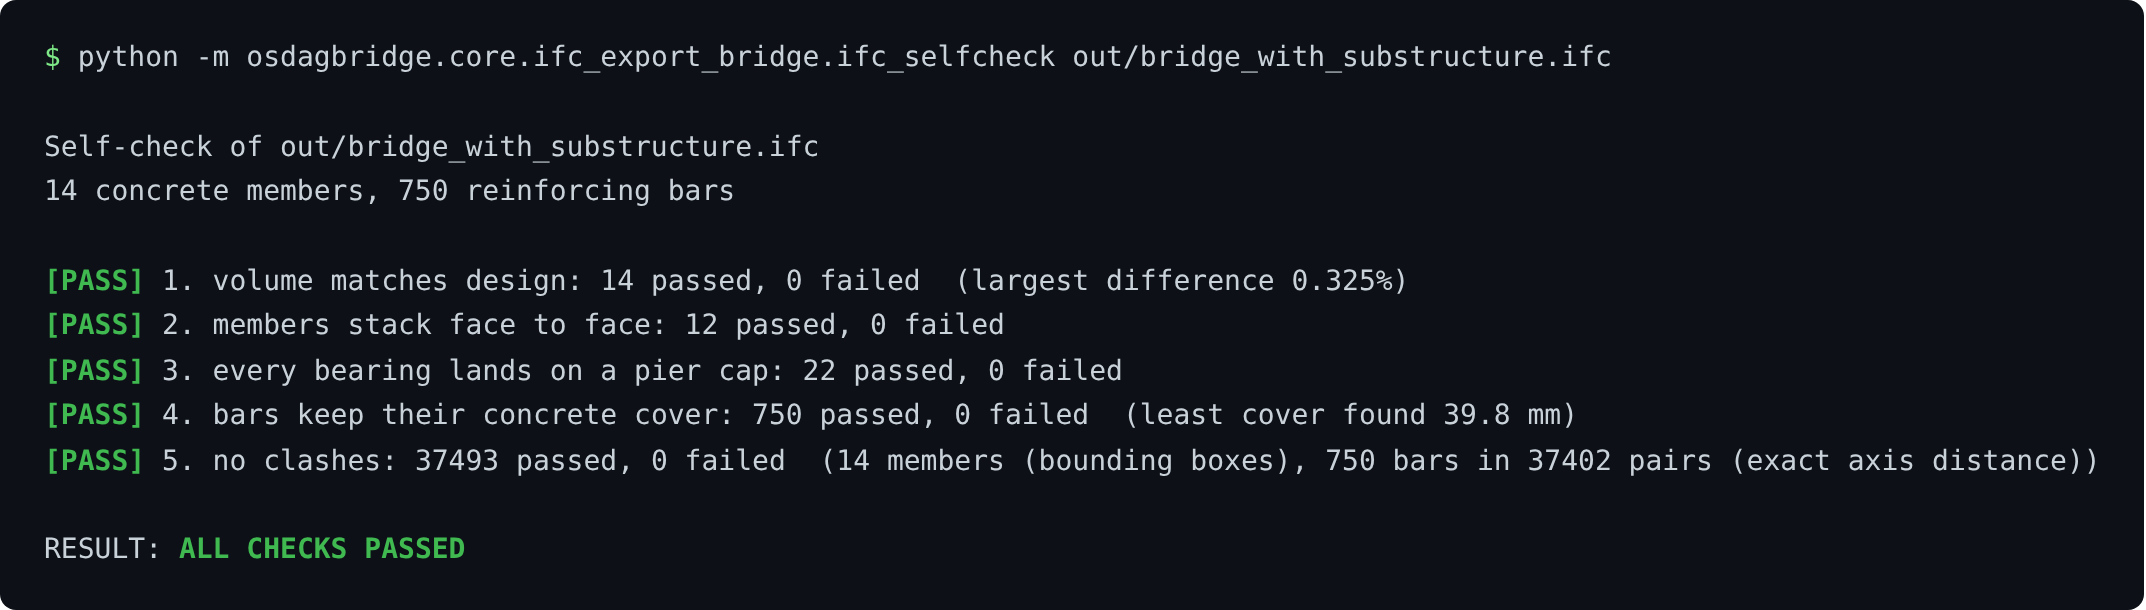 $ python -m osdagbridge.core.ifc_export_bridge.ifc_selfcheck out/bridge_with_substructure.ifc
Self-check of out/bridge_with_substructure.ifc
14 concrete members, 750 reinforcing bars
[PASS] 1. volume matches design: 14 passed, 0 failed  (largest difference 0.325%)
[PASS] 2. members stack face to face: 12 passed, 0 failed
[PASS] 3. every bearing lands on a pier cap: 22 passed, 0 failed
[PASS] 4. bars keep their concrete cover: 750 passed, 0 failed  (least cover found 39.8 mm)
[PASS] 5. no clashes: 37493 passed, 0 failed  (14 members (bounding boxes), 750 bars in 37402 pairs (exact axis distance))
RESULT: ALL CHECKS PASSED